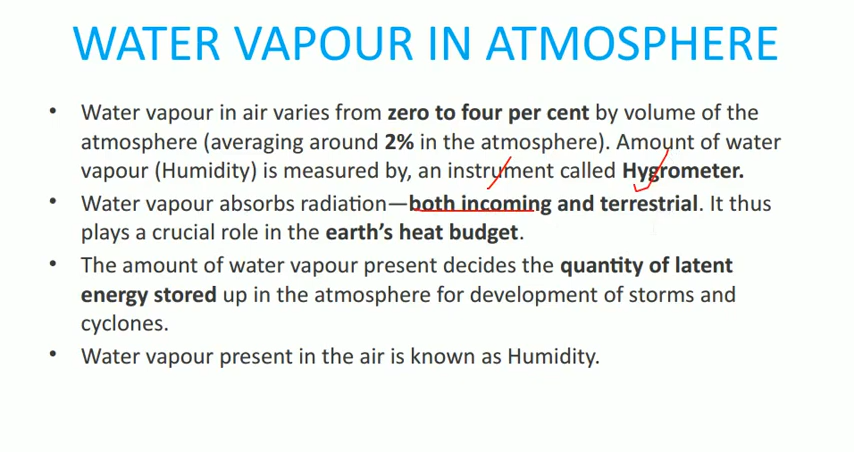 WATER VAPOUR IN ATMOSPHERE
• Water vapour in air varies from zero to four per cent by volume of the
atmosphere (averaging around 2% in the atmosphere). Amount of water
vapour (Humidity) is measured by, an instrument called Hygrometer.
• Water vapour absorbs radiation—both incoming and terrestrial. It thus
plays a crucial role in the earth's heat budget.
• The amount of water vapour present decides the quantity of latent
energy stored up in the atmosphere for development of storms and
cyclones.
• Water vapour present in the air is known as Humidity.